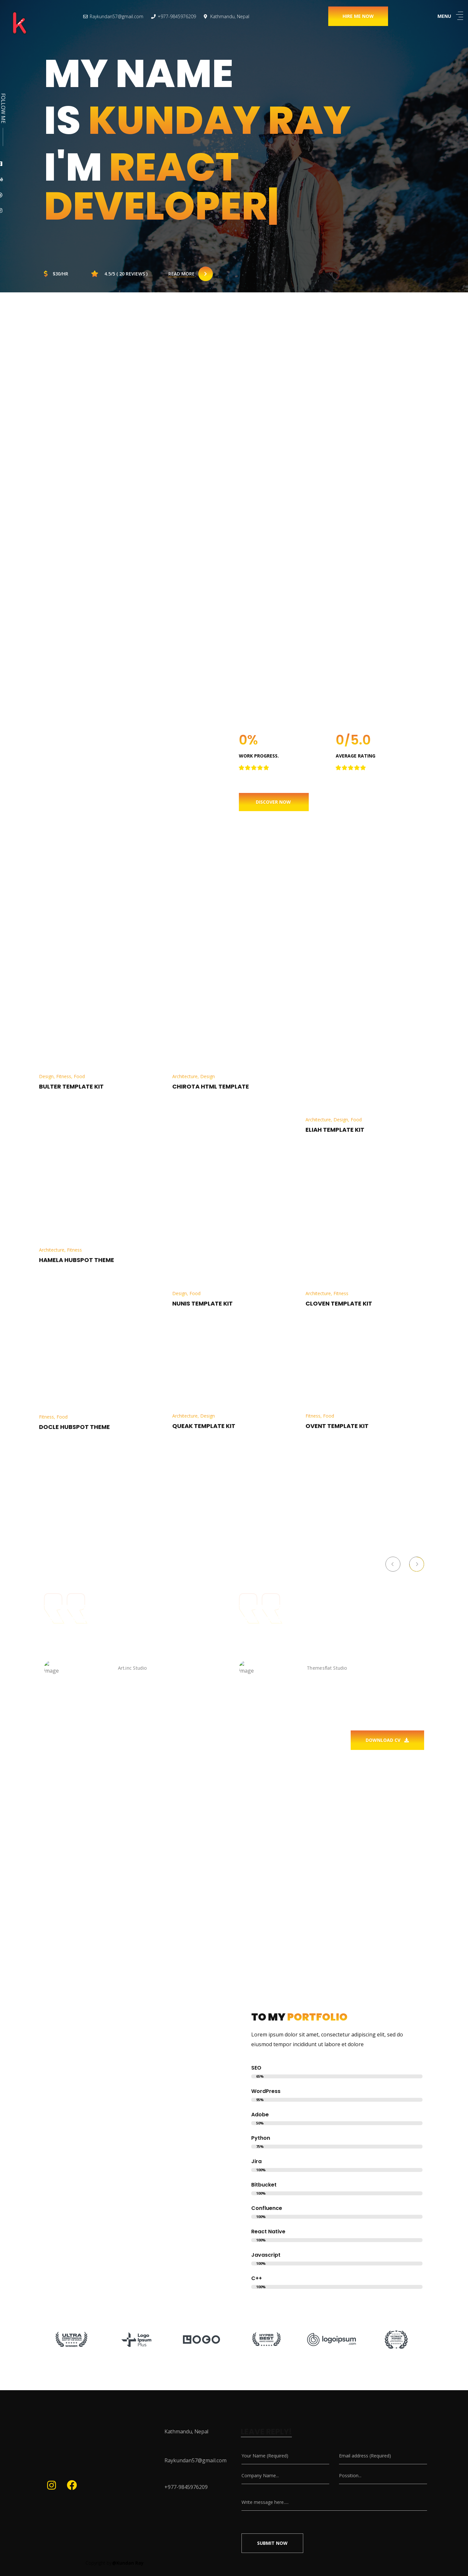 k
Raykundan57@gmail.com
+977-9845976209
Kathmandu, Nepal
HIRE ME NOW
MENU
FOLLOW ME
MY NAME
IS KUNDAY RAY
I'M REACT
DEVELOPER
$30/HR
4.5/5 ( 20 REVIEWS )
READ MORE
0%
WORK PROGRESS.
0/5.0
AVERAGE RATING
DISCOVER NOW
Design, Fitness, Food
BULTER TEMPLATE KIT
Architecture, Design
CHIROTA HTML TEMPLATE
Architecture, Design, Food
ELIAH TEMPLATE KIT
Architecture, Fitness
HAMELA HUBSPOT THEME
Design, Food
NUNIS TEMPLATE KIT
Architecture, Fitness
CLOVEN TEMPLATE KIT
Fitness, Food
DOCLE HUBSPOT THEME
Architecture, Design
QUEAK TEMPLATE KIT
Fitness, Food
OVENT TEMPLATE KIT
Image
Image
Themesflat Studio
DOWNLOAD CV
TO MY PORTFOLIO
Lorem ipsum dolor sit amet, consectetur adipiscing elit, sed do
eiusmod tempor incididunt ut labore et dolore
SEO
WordPress
Adobe
50%
Python
75%
Jira
100%
Bitbucket
100%
Confluence
100%
React Native
100%
Javascript
100%
C++
100%
ULTRA
Logo
Ipsum
Plus
LOGO
HYPER
BEST
logoipsum
Kathmandu, Nepal
Raykundan57@gmail.com
+977-9845976209
Your Name (Required)
Email address (Required)
Company Name...
Possition...
Write message here....
SUBMIT NOW